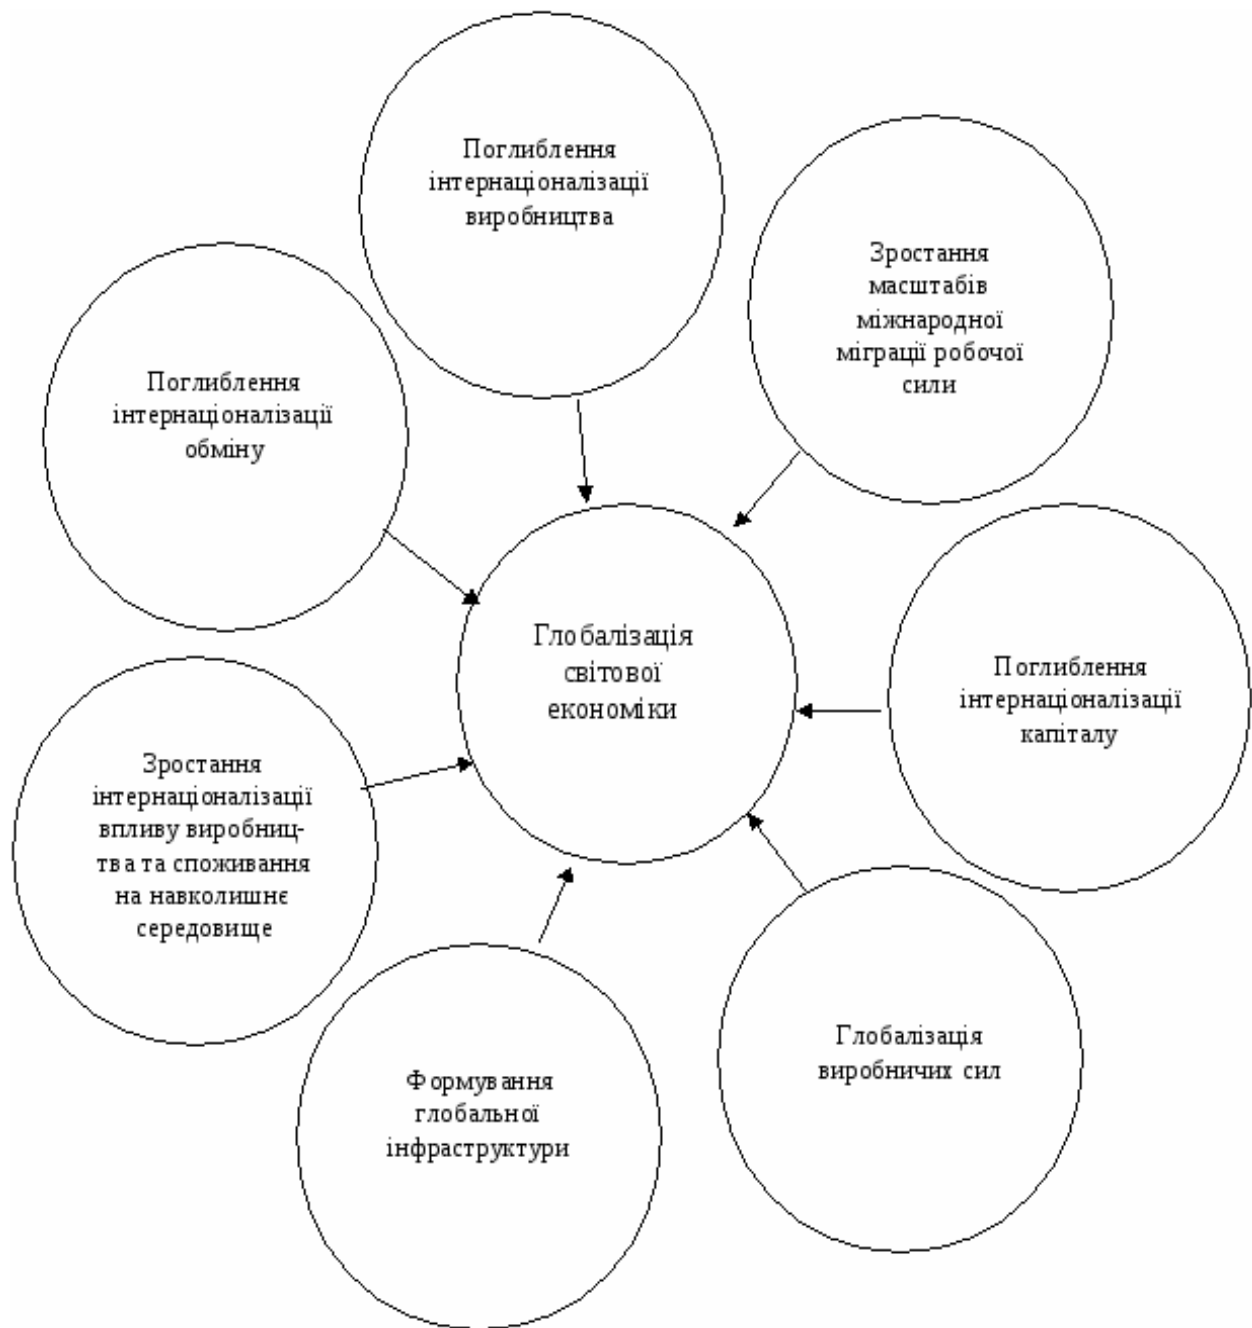 Поглиблення
інтернаціоналізації
виробництва
Зростання
масштабів
міжнародної
міграції робочої
сили
Поглиблення
інтернаціоналізації
обміну
Глобалізація
світової
економіки
Поглиблення
інтернаціоналізації
капіталу
Зростання
інтернаціоналізації
впливу виробниц-
тва та споживання
на навколишнє
середовище
Глобалізація
виробничих сил
Формування
глобальної
інфраструктури